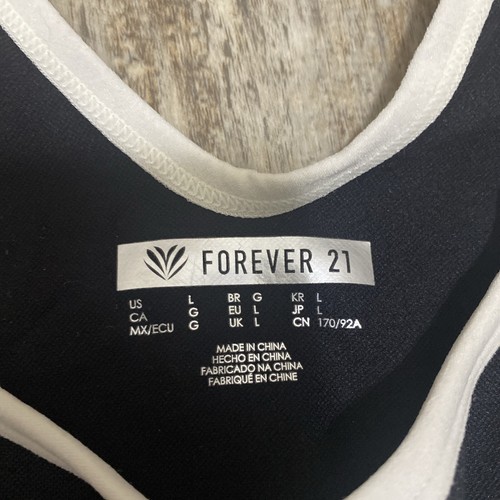 FOREVER 21
US L BR G KR L
CA G EU L JP L
MX/ECU G UK L CN 170/92A
MADE IN CHINA
HECHO EN CHINA
FABRICADO NA CHINA
FABRIQUÉ EN CHINE